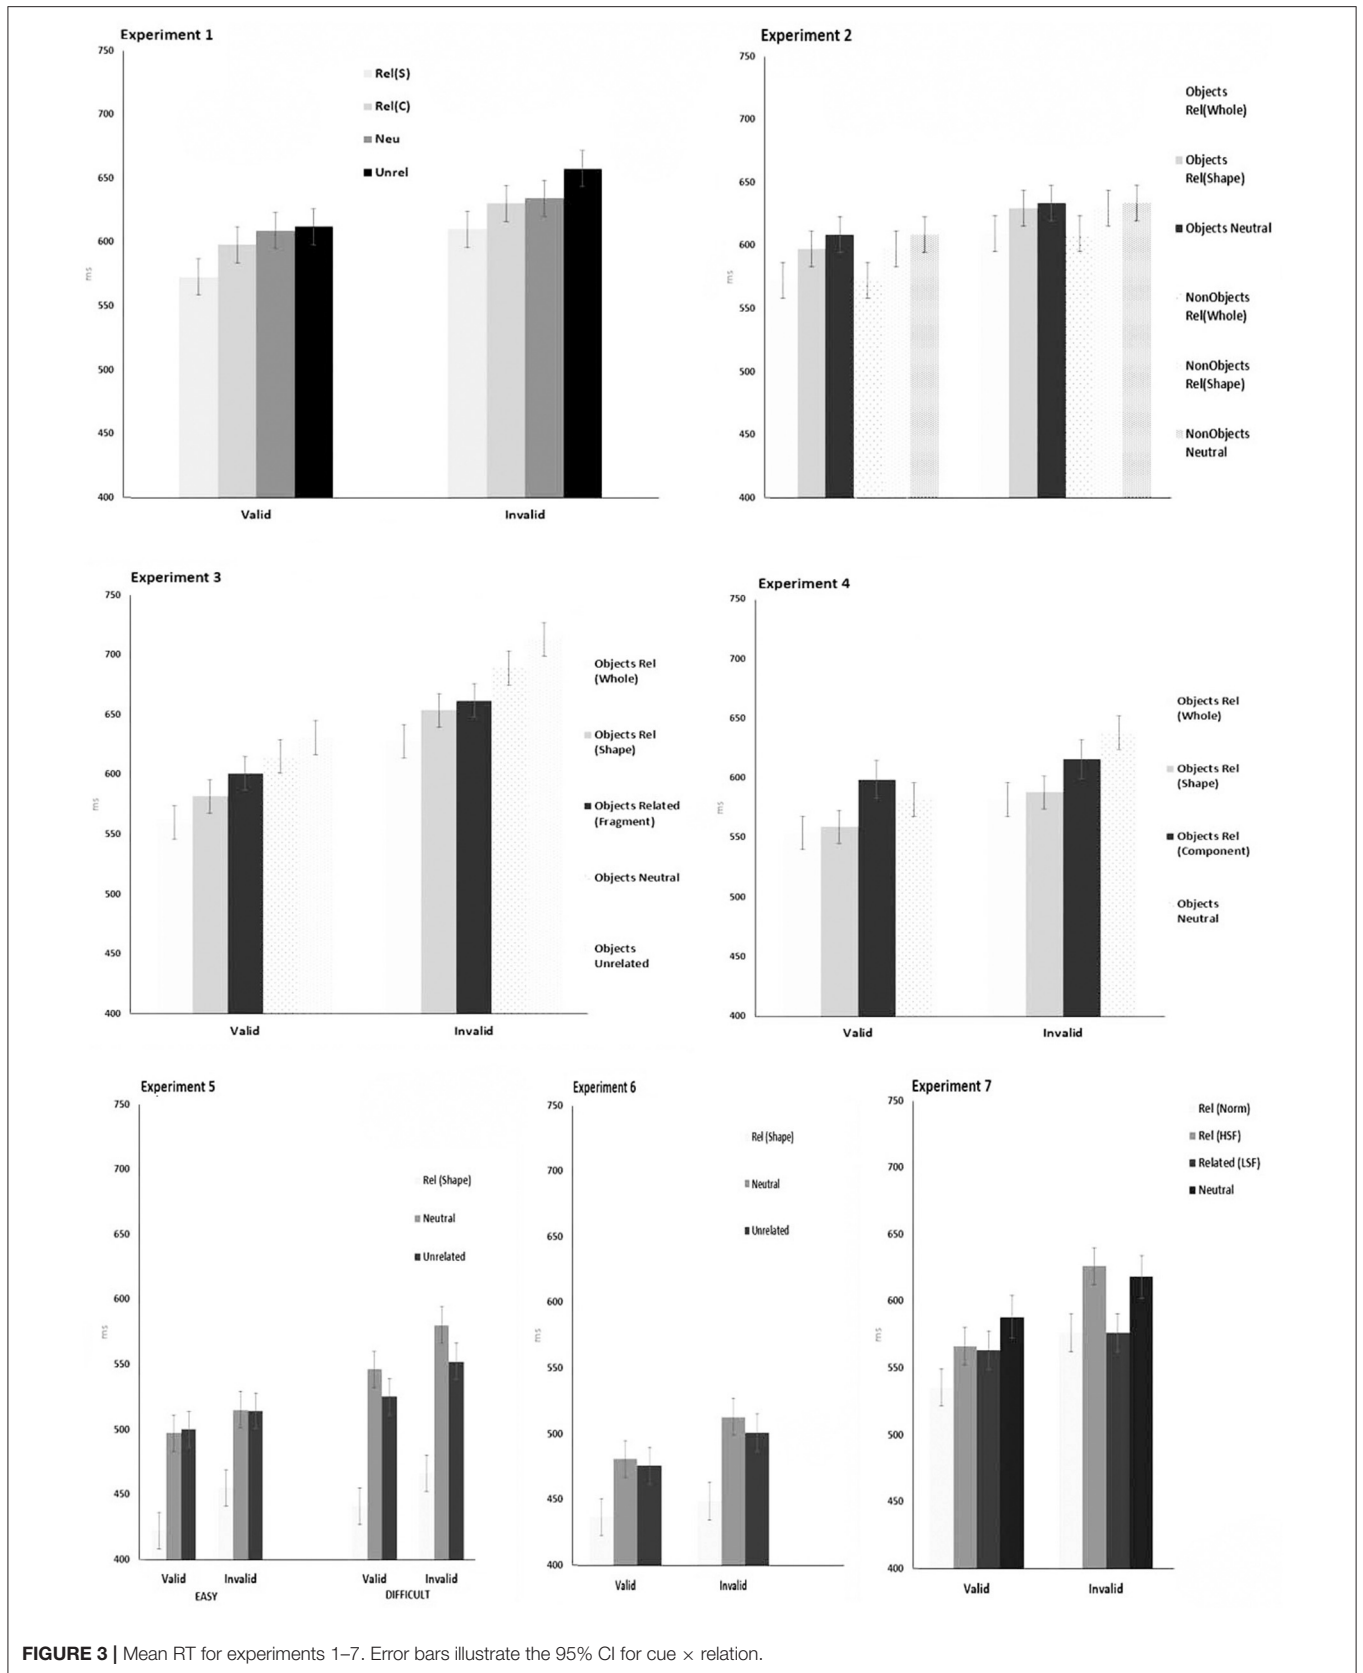 Experiment 1
750
700
650
600
550
500
450
400
ms
Rel(S)
Rel(C)
Neu
Unrel
Valid
Invalid
Experiment 2
750
700
650
600
550
500
450
400
ms
Objects
Rel(Whole)
Objects
Rel(Shape)
Objects Neutral
NonObjects
Rel(Whole)
NonObjects
Rel(Shape)
NonObjects
Neutral
Experiment 3
750
700
650
600
550
500
450
400
ms
Objects Rel
(Whole)
Objects Rel
(Shape)
Objects Related
(Fragment)
Objects Neutral
Objects
Unrelated
Valid
Invalid
Experiment 4
750
700
650
600
550
500
450
400
ms
Objects Rel
(Whole)
Objects Rel
(Shape)
Objects Rel
(Component)
Objects
Neutral
Valid
Invalid
Experiment 5
750
700
650
600
550
500
450
400
ms
Rel (Shape)
Neutral
Unrelated
Valid
Invalid
Valid
Invalid
EASY
DIFFICULT
Experiment 6
750
700
650
600
550
500
450
400
ms
Rel (Shape)
Neutral
Unrelated
Valid
Invalid
Experiment 7
750
700
650
600
550
500
450
400
ms
Rel (Norm)
Rel (HSF)
Related (LSF)
Neutral
Valid
Invalid
FIGURE 3 | Mean RT for experiments 1–7. Error bars illustrate the 95% CI for cue × relation.